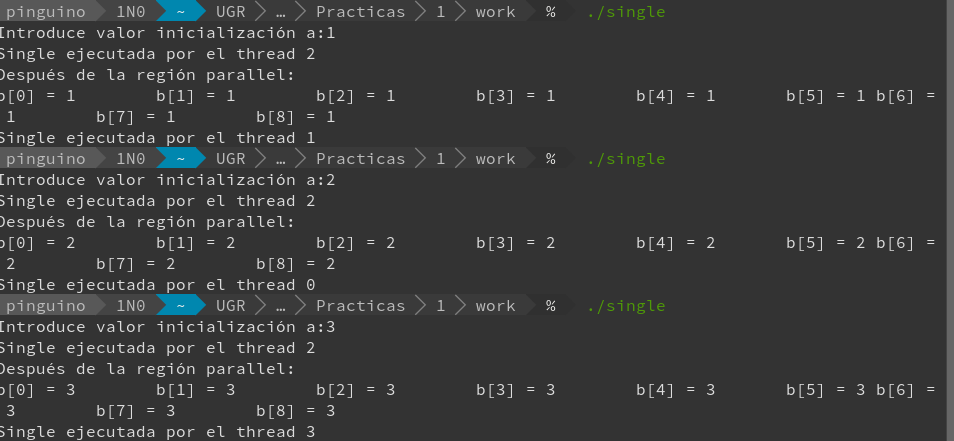 pinguino 1N0 ~ UGR … Practicas 1 work % ./single
Introduce valor inicialización a:1
Single ejecutada por el thread 2
Después de la región parallel:
b[0] = 1 b[1] = 1 b[2] = 1 b[3] = 1 b[4] = 1 b[5] = 1 b[6] =
1 b[7] = 1 b[8] = 1
Single ejecutada por el thread 1
pinguino 1N0 ~ UGR … Practicas 1 work % ./single
Introduce valor inicialización a:2
Single ejecutada por el thread 2
Después de la región parallel:
b[0] = 2 b[1] = 2 b[2] = 2 b[3] = 2 b[4] = 2 b[5] = 2 b[6] =
2 b[7] = 2 b[8] = 2
Single ejecutada por el thread 0
pinguino 1N0 ~ UGR … Practicas 1 work % ./single
Introduce valor inicialización a:3
Single ejecutada por el thread 2
Después de la región parallel:
b[0] = 3 b[1] = 3 b[2] = 3 b[3] = 3 b[4] = 3 b[5] = 3 b[6] =
3 b[7] = 3 b[8] = 3
Single ejecutada por el thread 3